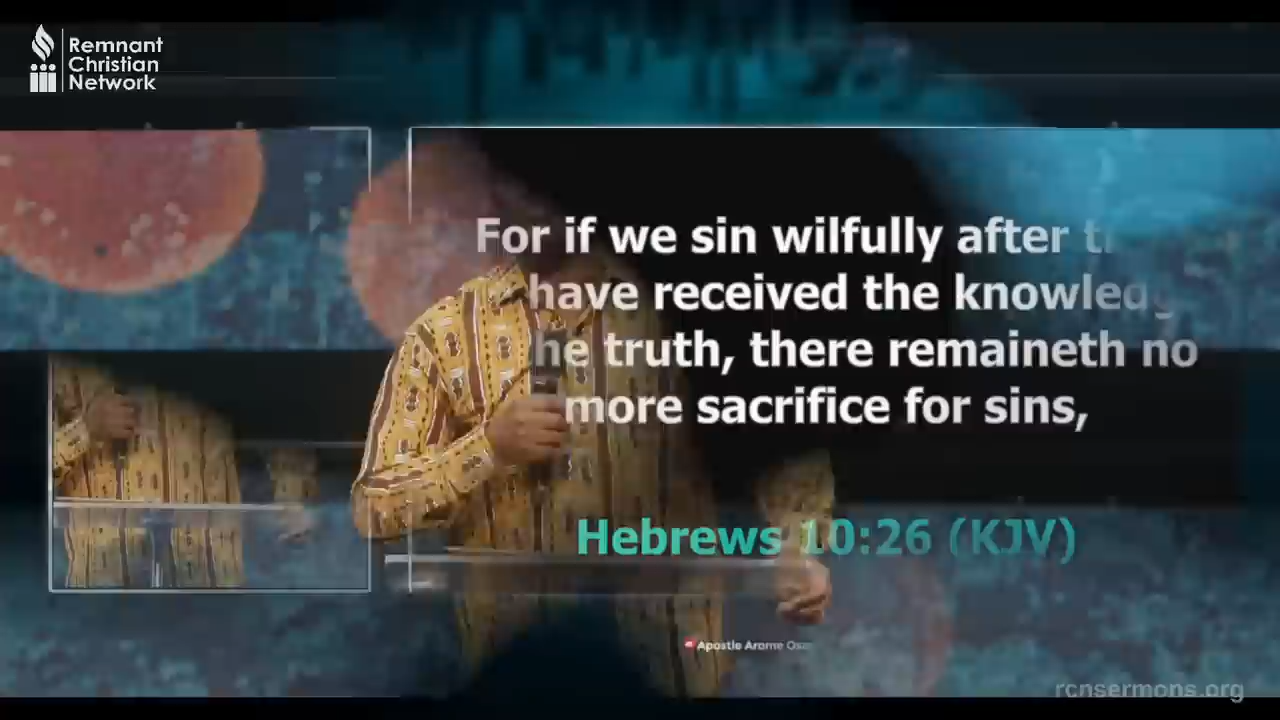 Remnant
Christian
Network
For if we sin wilfully after
have received the
he truth, there remaineth no
more sacrifice for sins,
Hebrews 10:26 (KJV)
Apostle Arome
rcnsermons.org